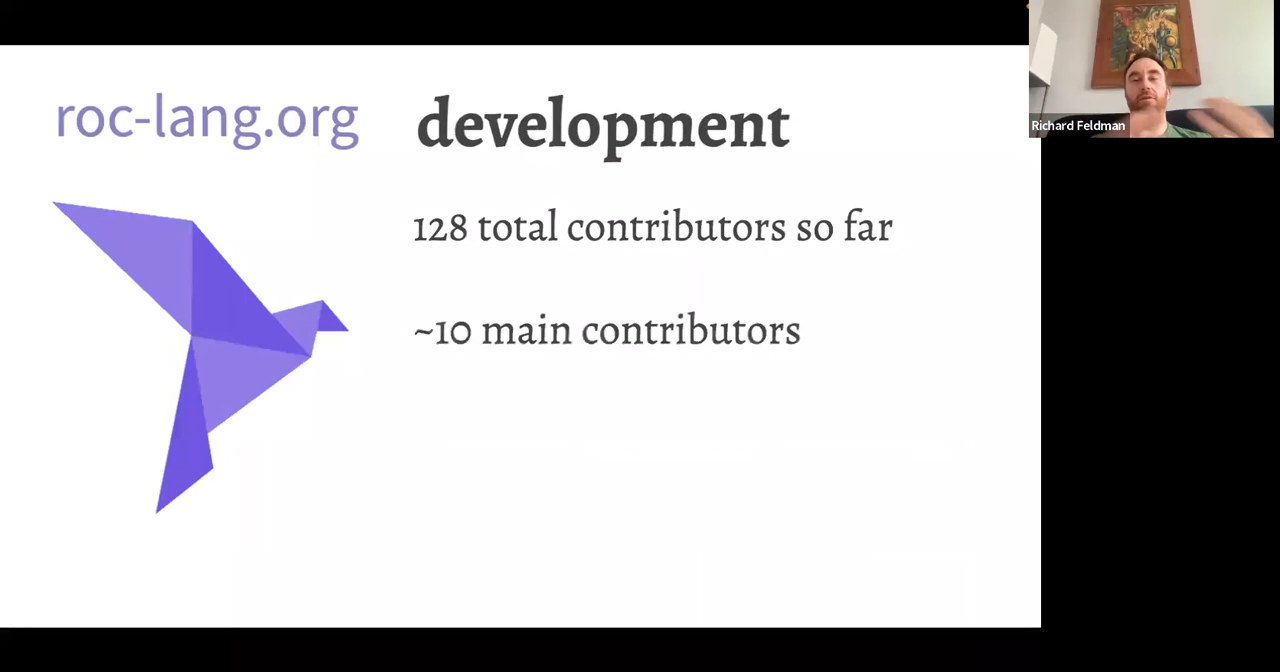 roc-lang.org
development
128 total contributors so far
~10 main contributors
Richard Feldman